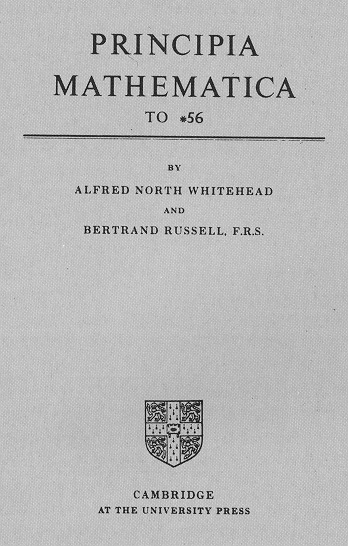 PRINCIPIA
MATHEMATICA
TO *56
BY
ALFRED NORTH WHITEHEAD
AND
BERTRAND RUSSELL, F.R.S.
CAMBRIDGE
AT THE UNIVERSITY PRESS